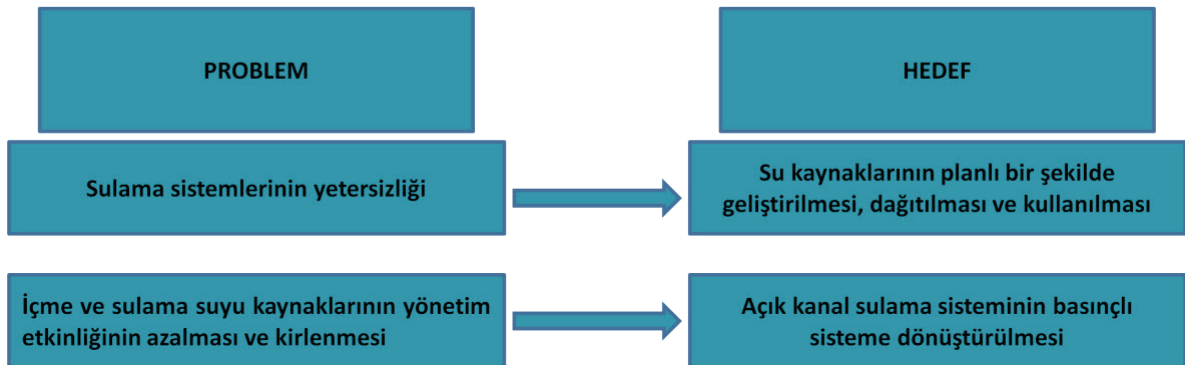 PROBLEM
HEDEF
Sulama sistemlerinin yetersizliği
Su kaynaklarının planlı bir şekilde
geliştirilmesi, dağıtılması ve kullanılması
İçme ve sulama suyu kaynaklarının yönetim
etkinliğinin azalması ve kirlenmesi
Açık kanal sulama sisteminin basınçlı
sisteme dönüştürülmesi